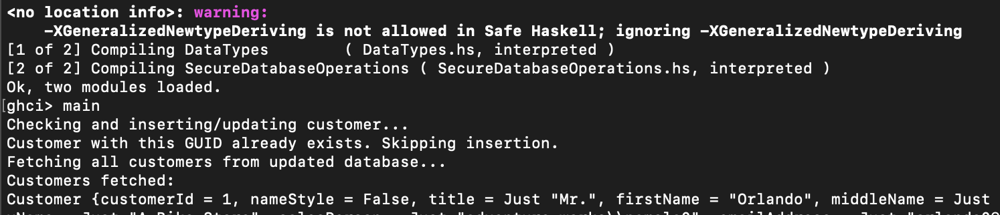 <no location info>: warning:
-XGeneralizedNewtypeDeriving is not allowed in Safe Haskell; ignoring -XGeneralizedNewtypeDeriving
[1 of 2] Compiling DataTypes ( DataTypes.hs, interpreted )
[2 of 2] Compiling SecureDatabaseOperations ( SecureDatabaseOperations.hs, interpreted )
Ok, two modules loaded.
[ghci> main
Checking and inserting/updating customer...
Customer with this GUID already exists. Skipping insertion.
Fetching all customers from updated database...
Customers fetched:
Customer {customerId = 1, nameStyle = False, title = Just "Mr.", firstName = "Orlando", middleName = Just